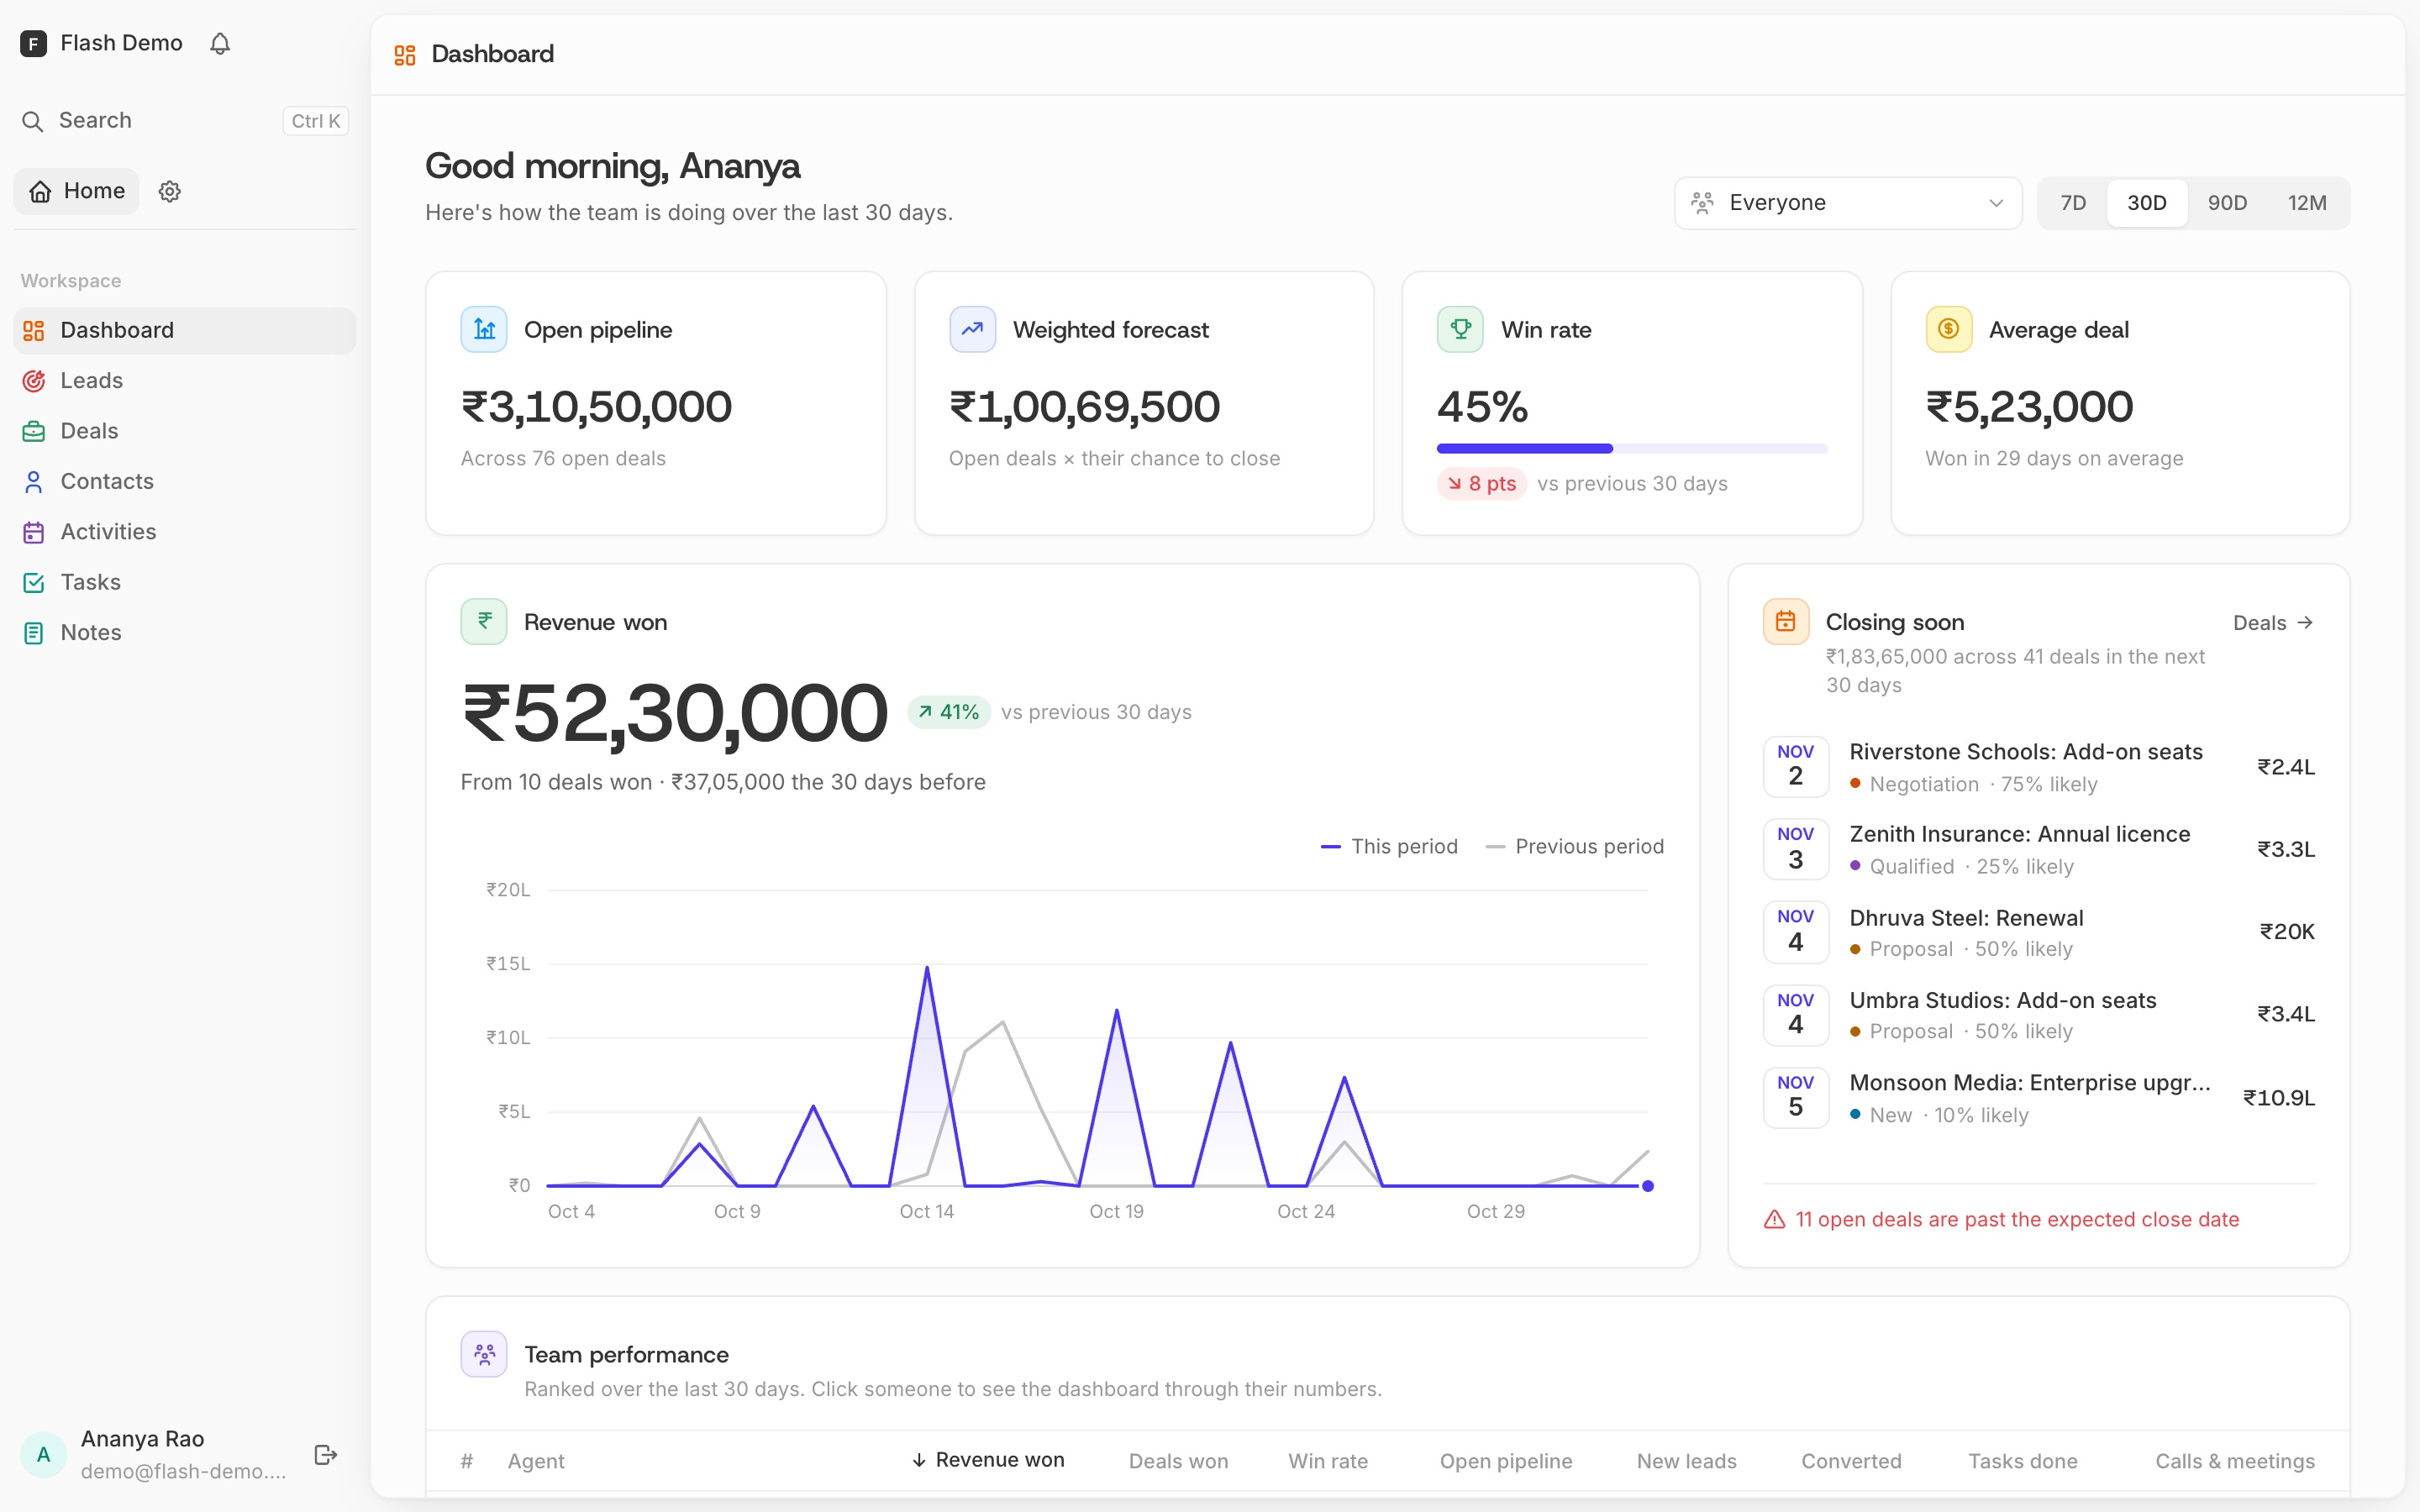 F Flash Demo
Search Ctrl K
Home
Workspace
Dashboard
Leads
Deals
Contacts
Activities
Tasks
Notes
A Ananya Rao
demo@flash-demo....
Dashboard
Good morning, Ananya
Here's how the team is doing over the last 30 days.
Everyone
7D 30D 90D 12M
Open pipeline
₹3,10,50,000
Across 76 open deals
Weighted forecast
₹1,00,69,500
Open deals × their chance to close
Win rate
45%
8 pts vs previous 30 days
Average deal
₹5,23,000
Won in 29 days on average
₹ Revenue won
₹52,30,000 41% vs previous 30 days
From 10 deals won · ₹37,05,000 the 30 days before
This period Previous period
₹20L
₹15L
₹10L
₹5L
₹0
Oct 4 Oct 9 Oct 14 Oct 19 Oct 24 Oct 29
Closing soon Deals →
₹1,83,65,000 across 41 deals in the next
30 days
NOV
2
Riverstone Schools: Add-on seats
Negotiation · 75% likely
₹2.4L
NOV
3
Zenith Insurance: Annual licence
Qualified · 25% likely
₹3.3L
NOV
4
Dhruva Steel: Renewal
Proposal · 50% likely
₹20K
NOV
4
Umbra Studios: Add-on seats
Proposal · 50% likely
₹3.4L
NOV
5
Monsoon Media: Enterprise upgr...
New · 10% likely
₹10.9L
11 open deals are past the expected close date
Team performance
Ranked over the last 30 days. Click someone to see the dashboard through their numbers.
# Agent ↓ Revenue won Deals won Win rate Open pipeline New leads Converted Tasks done Calls & meetings